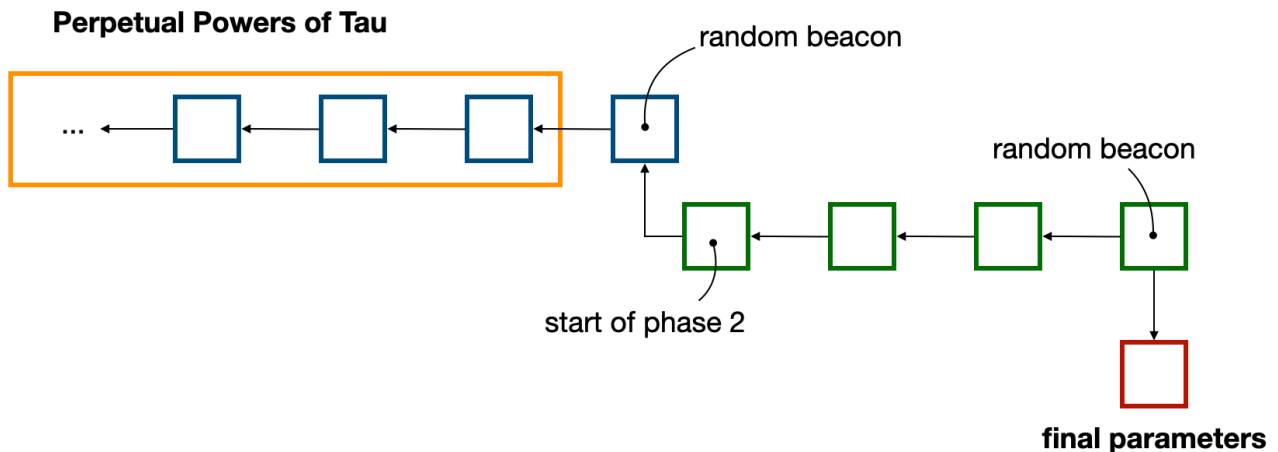 Perpetual Powers of Tau
random beacon
...
random beacon
start of phase 2
final parameters